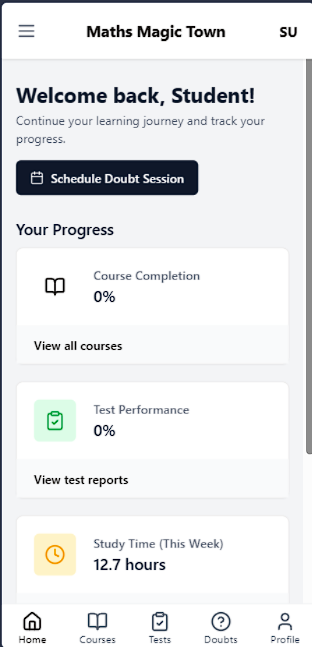 Maths Magic Town
SU
Welcome back, Student!
Continue your learning journey and track your
progress.
Schedule Doubt Session
Your Progress
Course Completion
0%
View all courses
Test Performance
0%
View test reports
Study Time (This Week)
12.7 hours
Home
Courses
Tests
Doubts
Profile